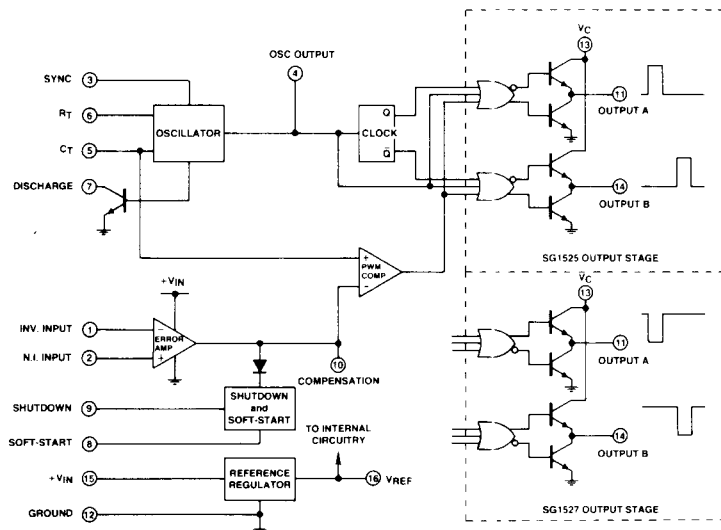 SYNC 3
RT 6
CT 5
DISCHARGE 7
OSCILLATOR
OSC OUTPUT
4
Q
CLOCK
Q̄
VC
13
11
OUTPUT A
14
OUTPUT B
SG1525 OUTPUT STAGE
+
PWM
COMP
−
+VIN
INV. INPUT 1
N.I. INPUT 2
−
ERROR
AMP
+
10
COMPENSATION
SHUTDOWN 9
SOFT-START 8
SHUTDOWN
and
SOFT-START
TO INTERNAL
CIRCUITRY
+VIN 15
GROUND 12
REFERENCE
REGULATOR
16 VREF
VC
13
11
OUTPUT A
14
OUTPUT B
SG1527 OUTPUT STAGE